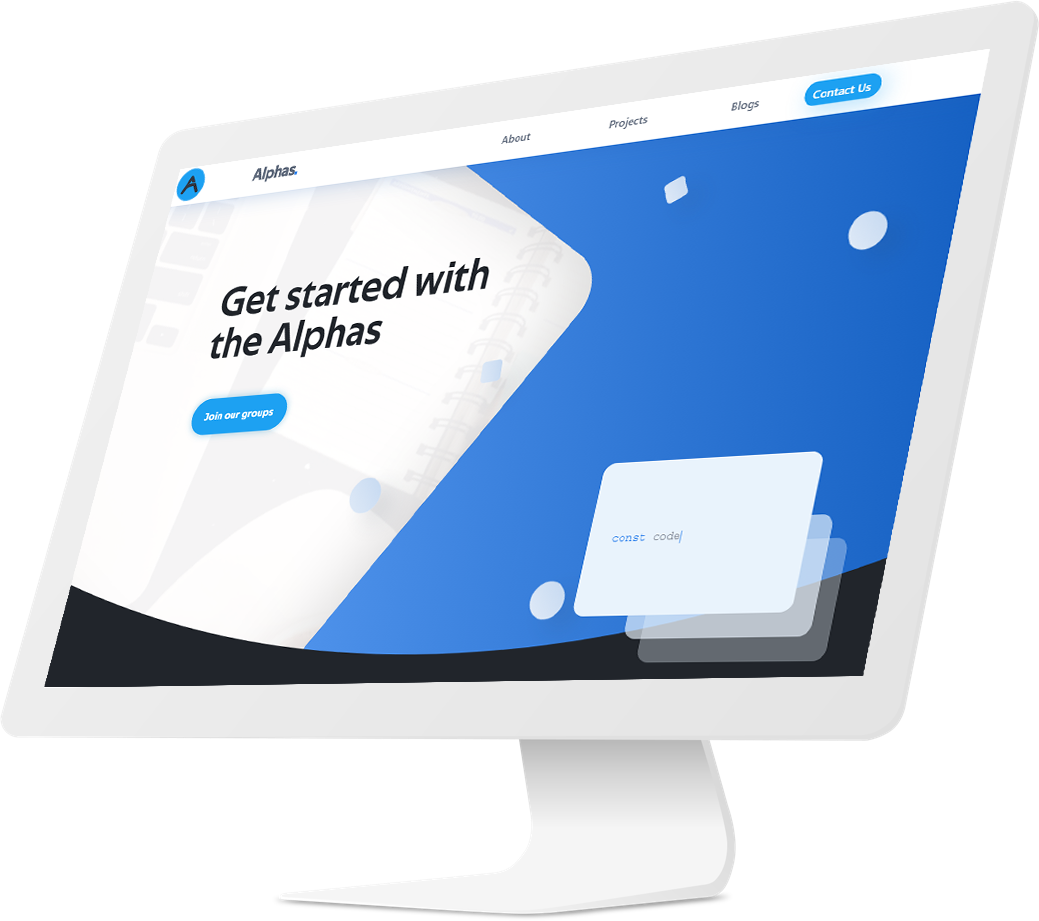 Alphas.
About
Projects
Blogs
Contact Us
Get started with
the Alphas
Join our groups
const code